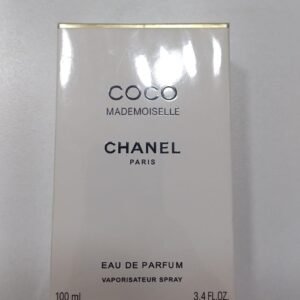 COCO
MADEMOISELLE
CHANEL
PARIS
EAU DE PARFUM
VAPORISATEUR SPRAY
100 ml
3.4 FL.OZ.